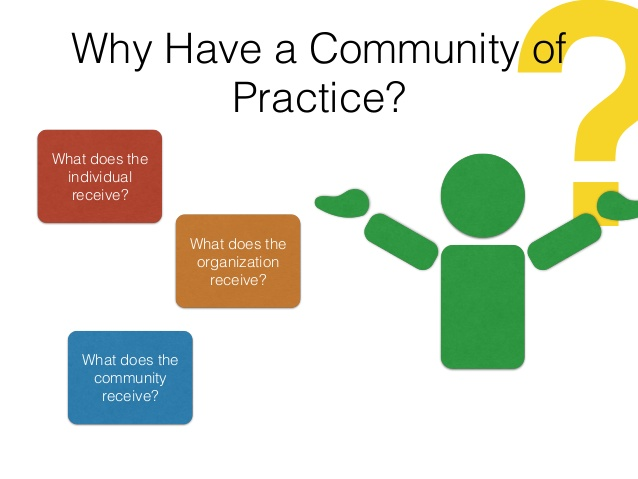 Why Have a Community of
Practice?
What does the
individual
receive?
What does the
organization
receive?
What does the
community
receive?
?